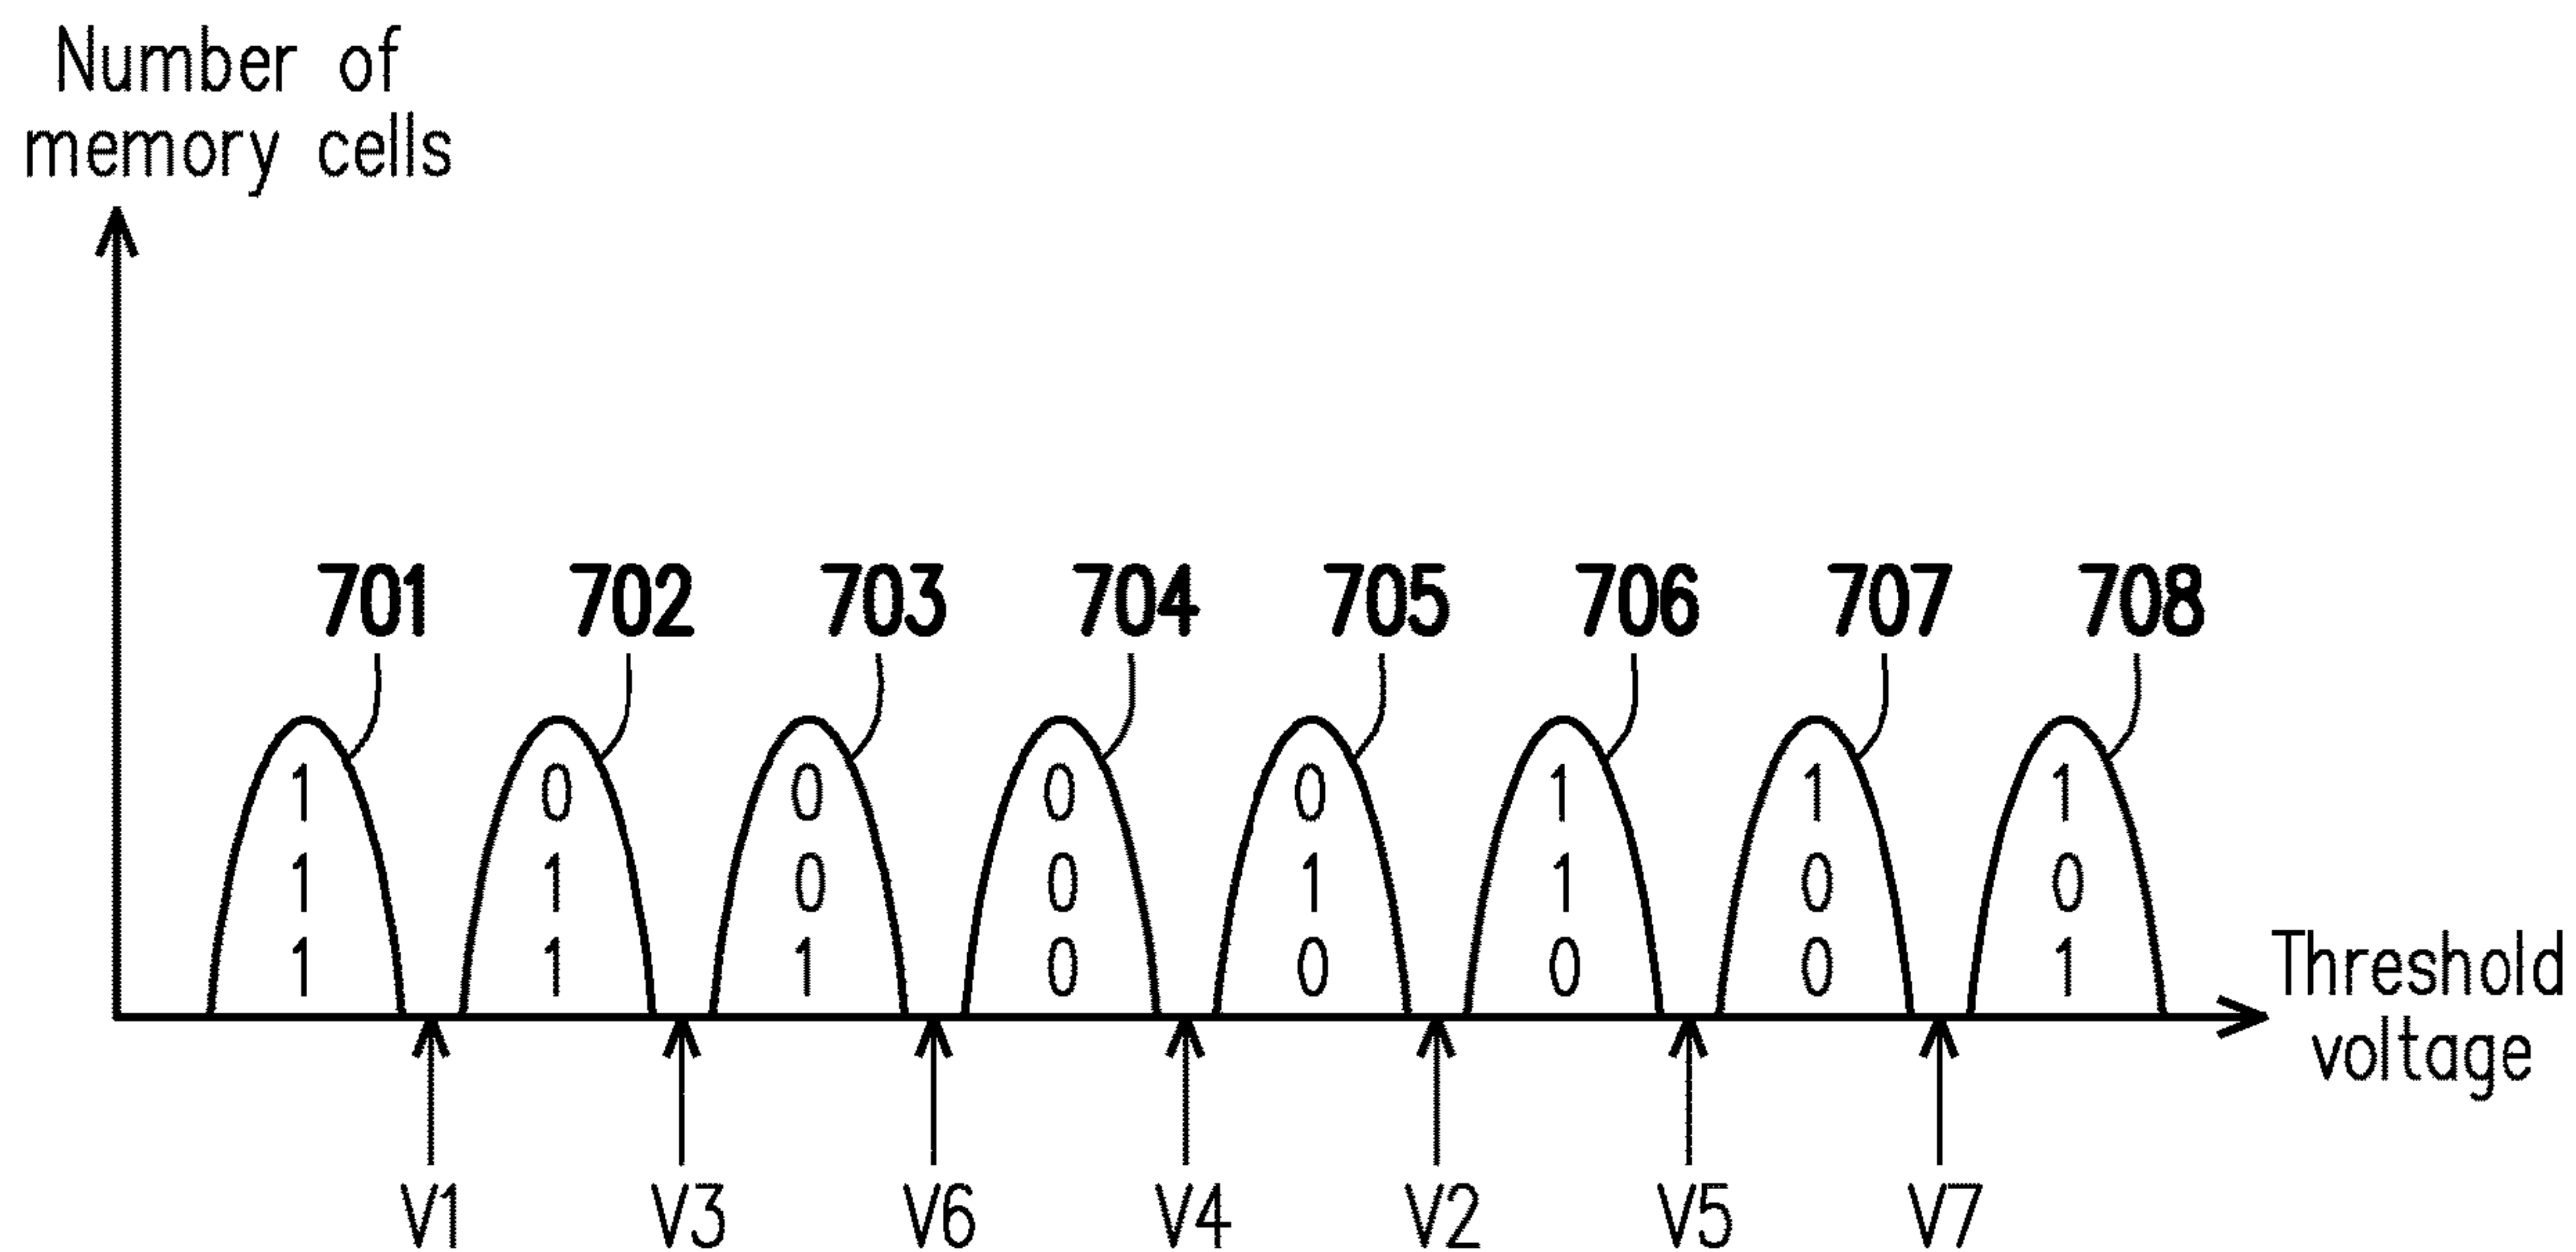 Number of
memory cells
701 702 703 704 705 706 707 708
1 0 0 0 0 1 1 1
1 1 0 0 1 1 0 0
1 1 1 0 0 0 0 1
Threshold
voltage
V1 V3 V6 V4 V2 V5 V7